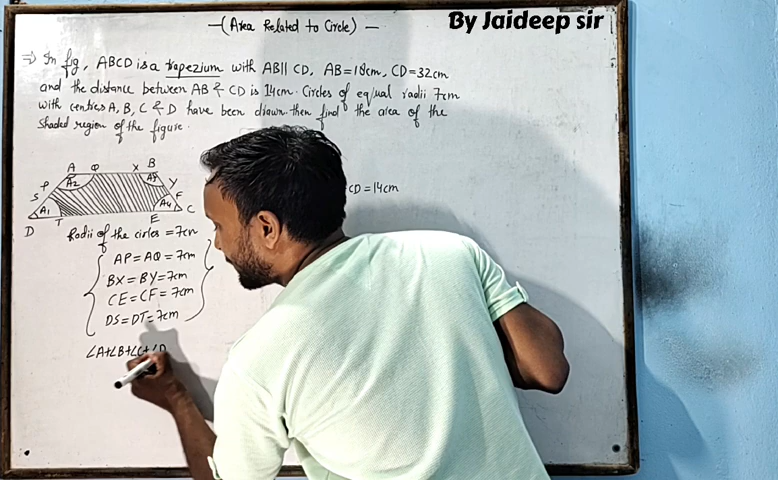 By Jaideep sir
(Area Related to Circle)
⇒ In fig, ABCD is a trapezium with AB || CD, AB=18cm, CD=32cm
and the distance between AB & CD is 14cm. Circles of equal radii 7cm
with centres A, B, C & D have been drawn. then find the area of the
shaded region of the figure.
A Q X B
P A2 A3 Y
S F
A1 A4 C
D T E
CD=14cm
Radii of the cirles = 7cm
AP = AQ = 7cm
BX = BY = 7cm
CE = CF = 7cm
DS = DT = 7cm
∠A+∠B+∠C+∠D